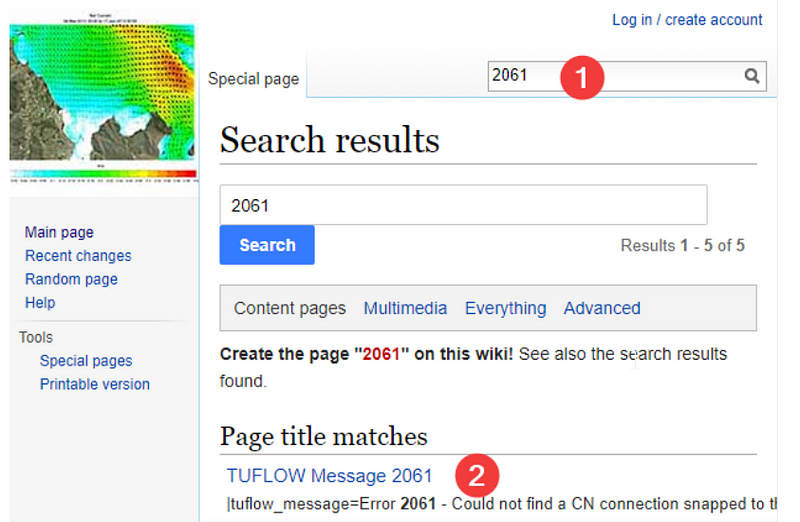 Log in / create account
Special page
2061
1
Search results
2061
Search
Results 1 - 5 of 5
Main page
Recent changes
Random page
Help
Tools
Special pages
Printable version
Content pages Multimedia Everything Advanced
Create the page "2061" on this wiki! See also the search results
found.
Page title matches
TUFLOW Message 2061
2
|tuflow_message=Error 2061 - Could not find a CN connection snapped to th